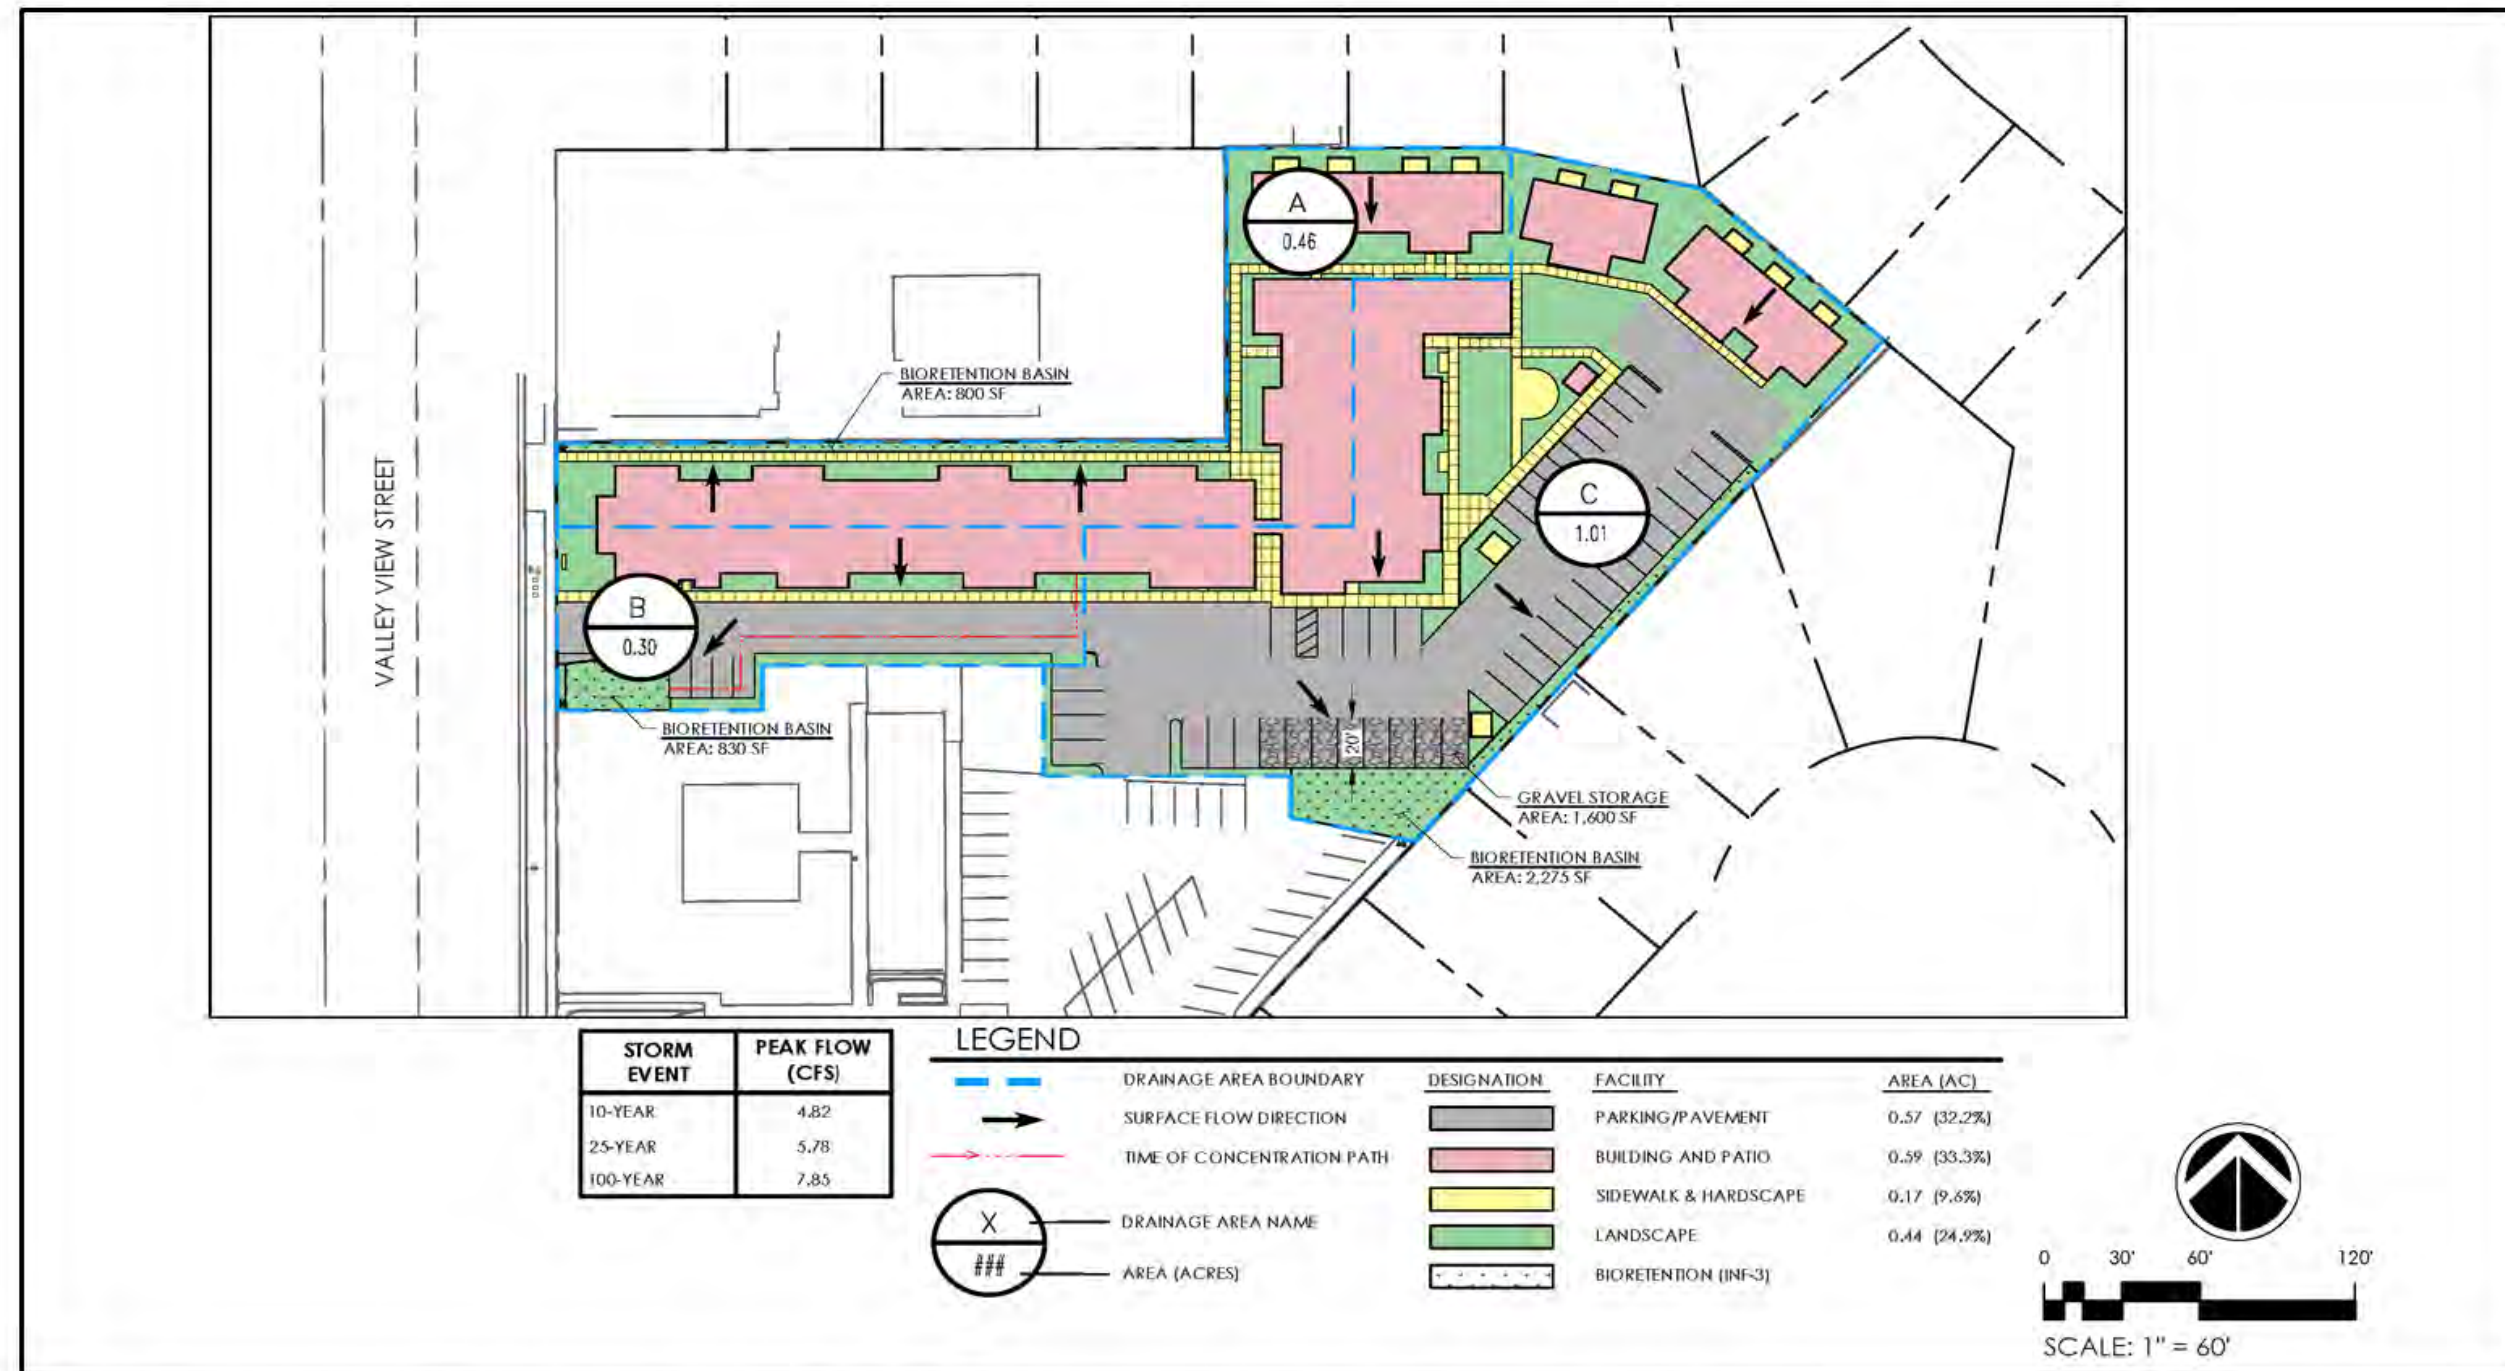 A
0.46
BIORETENTION BASIN
AREA: 800 SF
VALLEY VIEW STREET
C
1.01
B
0.30
BIORETENTION BASIN
AREA: 830 SF
20'
GRAVEL STORAGE
AREA: 1,600 SF
BIORETENTION BASIN
AREA: 2,275 SF
STORM EVENT PEAK FLOW (CFS)
10-YEAR 4.82
25-YEAR 5.78
100-YEAR 7.85
LEGEND
DRAINAGE AREA BOUNDARY
SURFACE FLOW DIRECTION
TIME OF CONCENTRATION PATH
X
###
DRAINAGE AREA NAME
AREA (ACRES)
DESIGNATION FACILITY AREA (AC)
PARKING/PAVEMENT 0.57 (32.2%)
BUILDING AND PATIO 0.59 (33.3%)
SIDEWALK & HARDSCAPE 0.17 (9.6%)
LANDSCAPE 0.44 (24.9%)
BIORETENTION (INF-3)
0 30' 60' 120'
SCALE: 1" = 60'